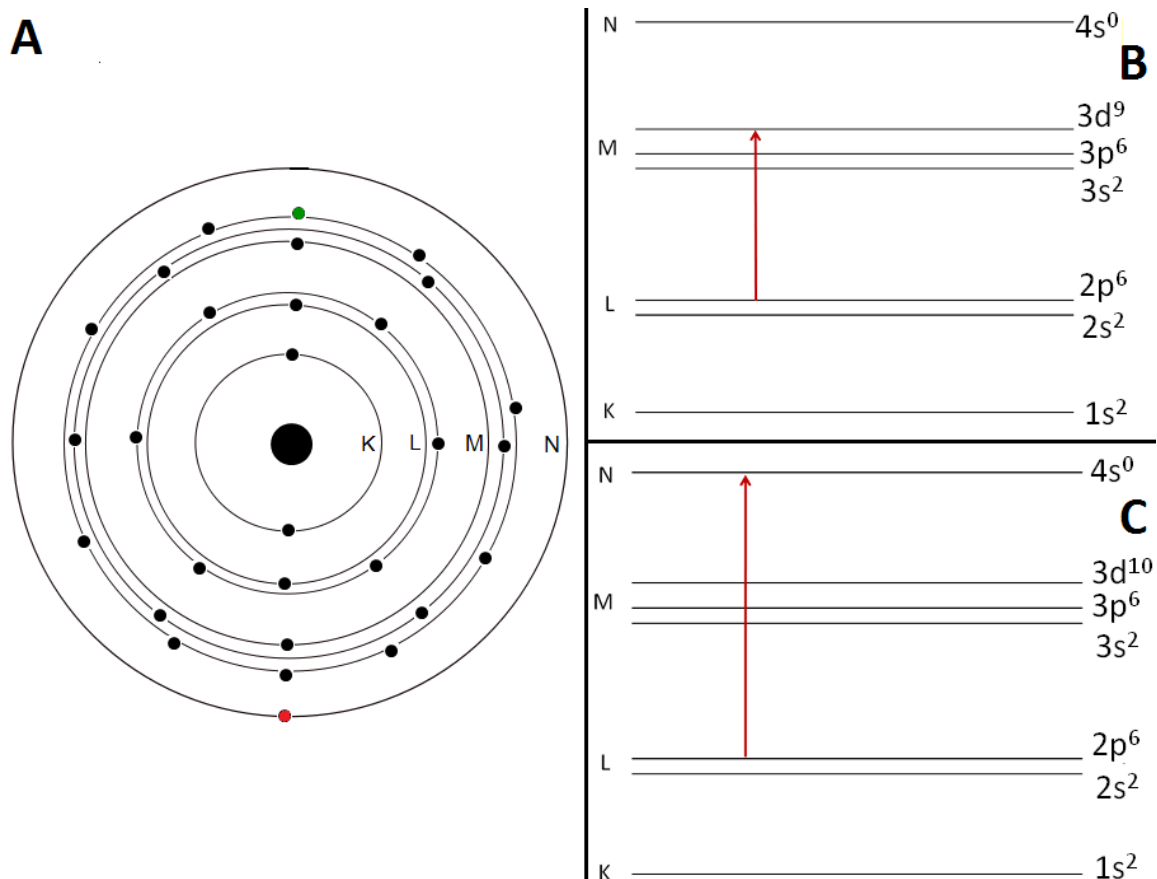 A
K L M N
B
N 4s⁰
3d⁹
M 3p⁶
3s²
L 2p⁶
2s²
K 1s²
C
N 4s⁰
3d¹⁰
M 3p⁶
3s²
L 2p⁶
2s²
K 1s²